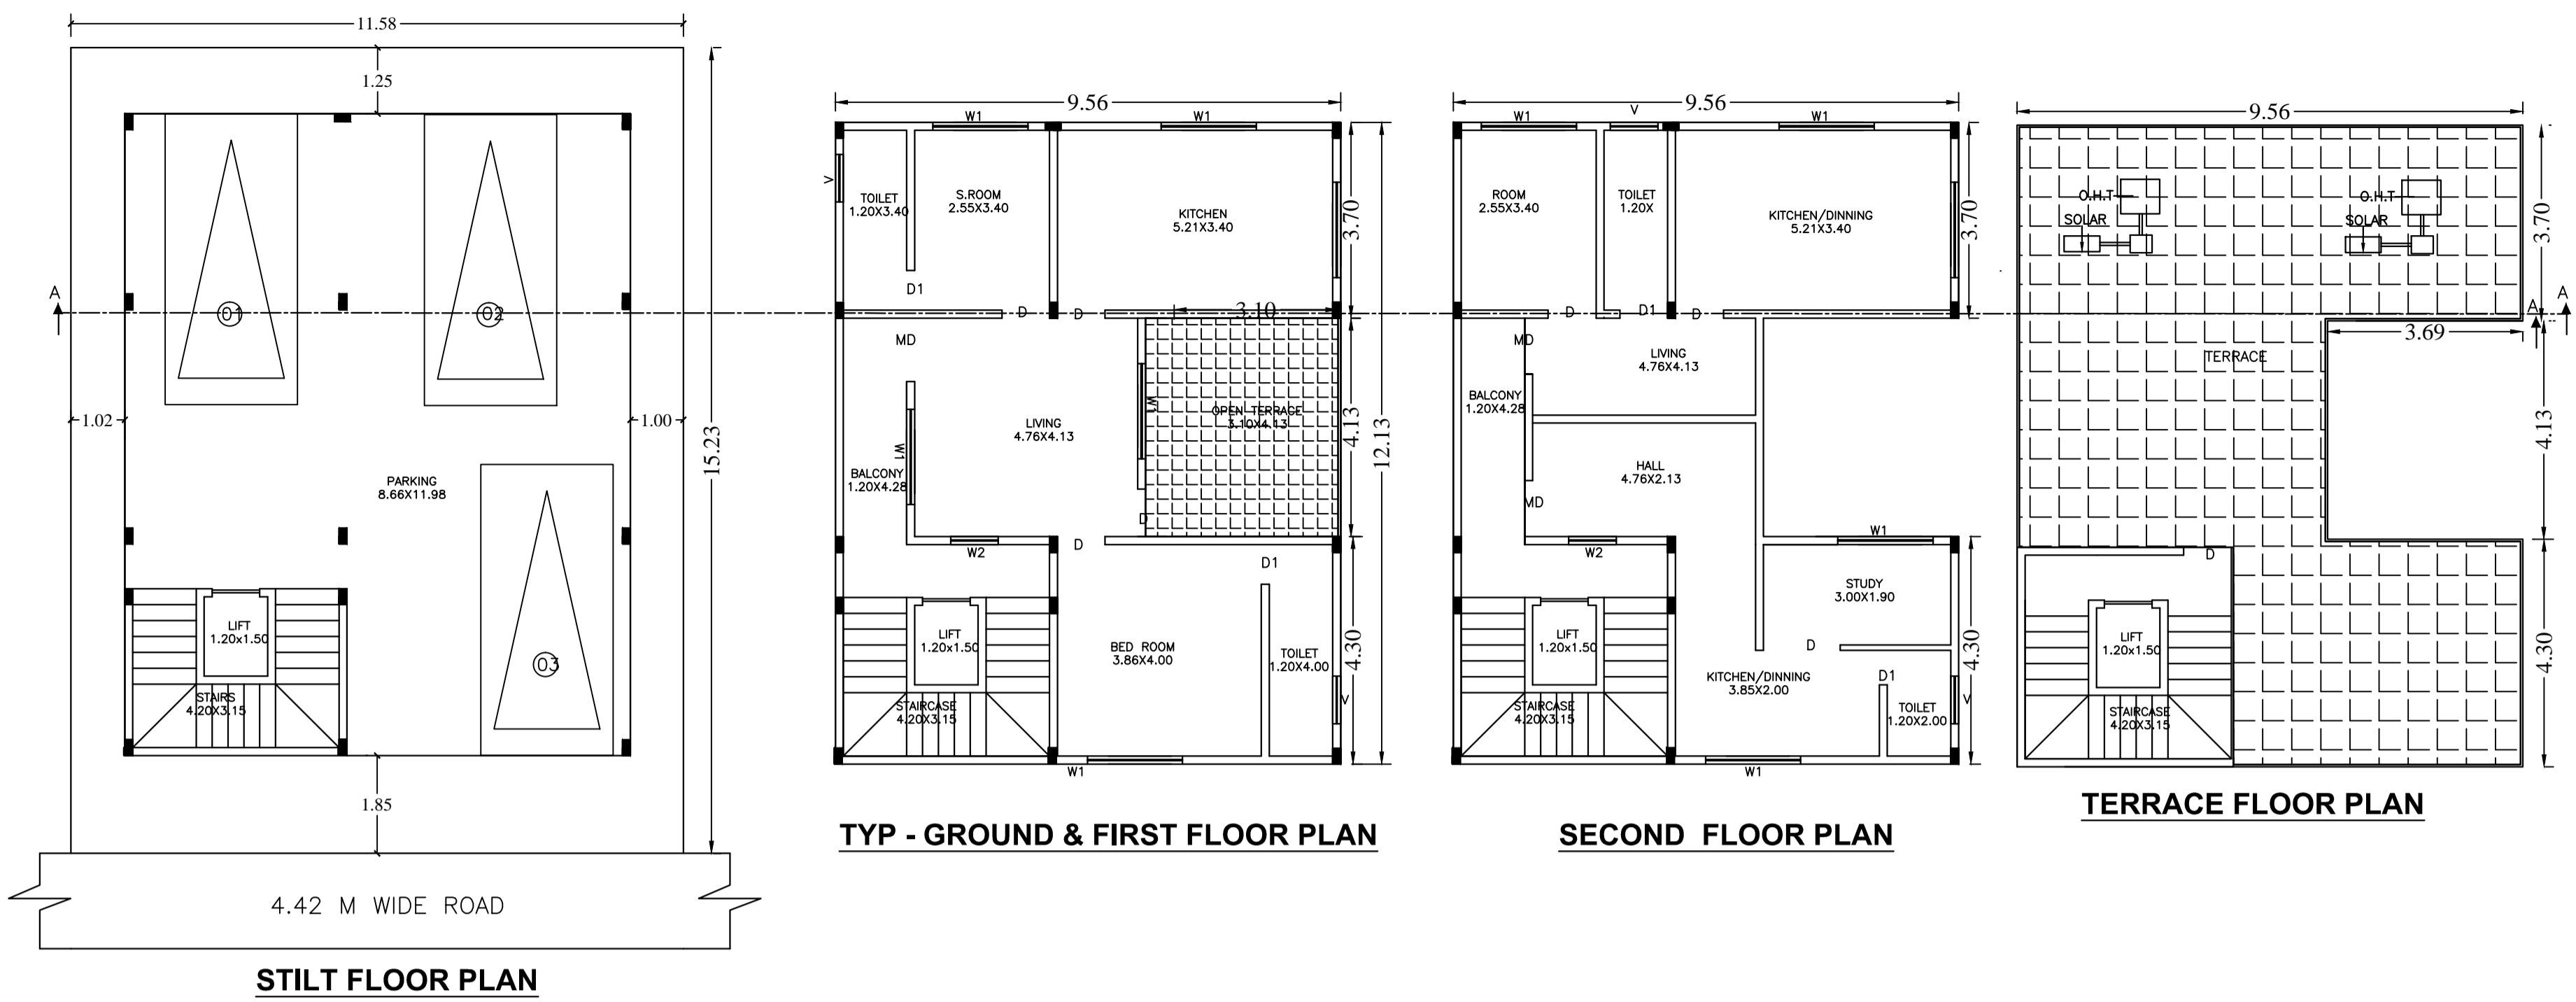 11.58
1.25
A
01
02
1.02
1.00
15.23
PARKING
8.66X11.98
LIFT
1.20x1.50
03
STAIRS
4.20X3.15
1.85
4.42 M WIDE ROAD
STILT FLOOR PLAN
9.56
W1
W1
V
TOILET
1.20X3.40
S.ROOM
2.55X3.40
KITCHEN
5.21X3.40
3.70
D1
D
D
3.10
MD
W1
OPEN TERRACE
3.10X4.13
LIVING
4.76X4.13
4.13
12.13
W1
BALCONY
1.20X4.28
D
W2
D
D1
LIFT
1.20x1.50
BED ROOM
3.86X4.00
TOILET
1.20X4.00
4.30
V
STAIRCASE
4.20X3.15
W1
TYP - GROUND & FIRST FLOOR PLAN
9.56
W1
V
W1
ROOM
2.55X3.40
TOILET
1.20X
KITCHEN/DINNING
5.21X3.40
3.70
D
D1
D
MD
LIVING
4.76X4.13
BALCONY
1.20X4.28
HALL
4.76X2.13
MD
W2
W1
STUDY
3.00X1.90
LIFT
1.20x1.50
D
4.30
KITCHEN/DINNING
3.85X2.00
D1
TOILET
1.20X2.00
V
STAIRCASE
4.20X3.15
W1
SECOND FLOOR PLAN
9.56
O.H.T
SOLAR
O.H.T
SOLAR
3.70
A
A
3.69
TERRACE
4.13
D
LIFT
1.20x1.50
4.30
STAIRCASE
4.20X3.15
TERRACE FLOOR PLAN